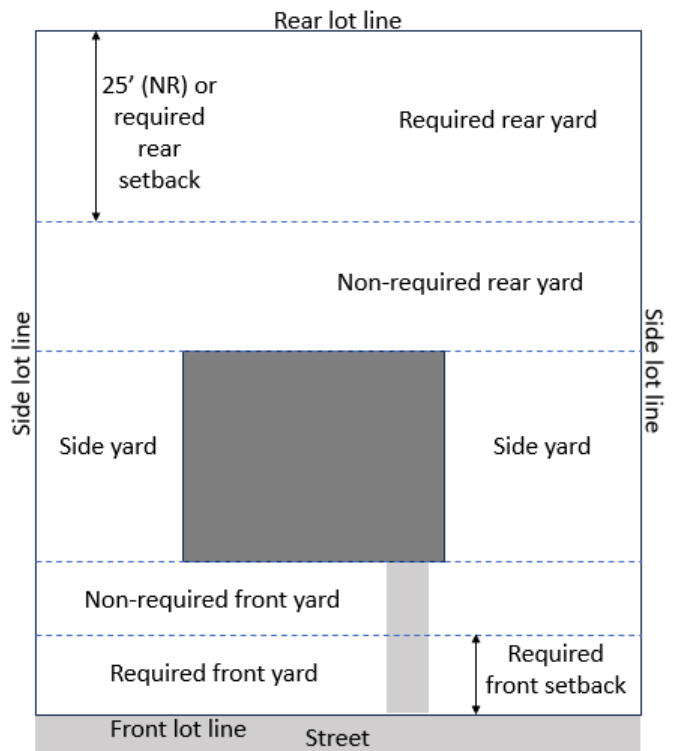 Rear lot line
25’ (NR) or
required
rear
setback
Required rear yard
Non-required rear yard
Side lot line
Side lot line
Side yard
Side yard
Non-required front yard
Required front yard
Required
front setback
Front lot line
Street